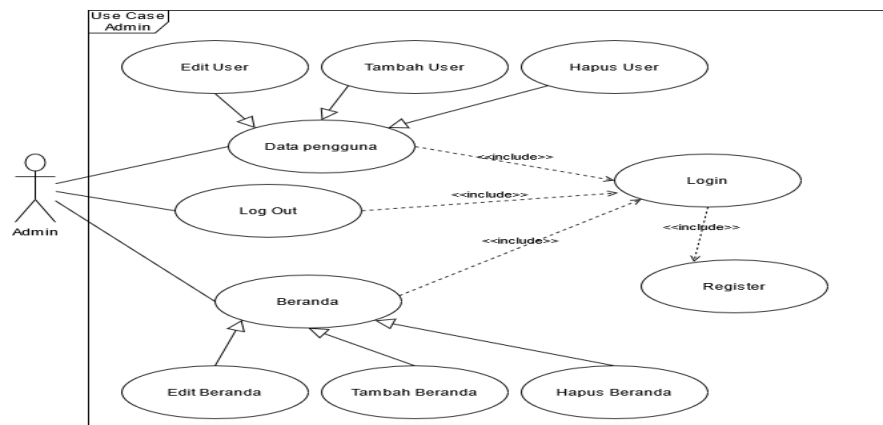 Use Case
Admin
Edit User
Tambah User
Hapus User
Data pengguna
<<include>>
Login
<<include>>
Log Out
Admin
<<include>>
<<include>>
Register
Beranda
Edit Beranda
Tambah Beranda
Hapus Beranda